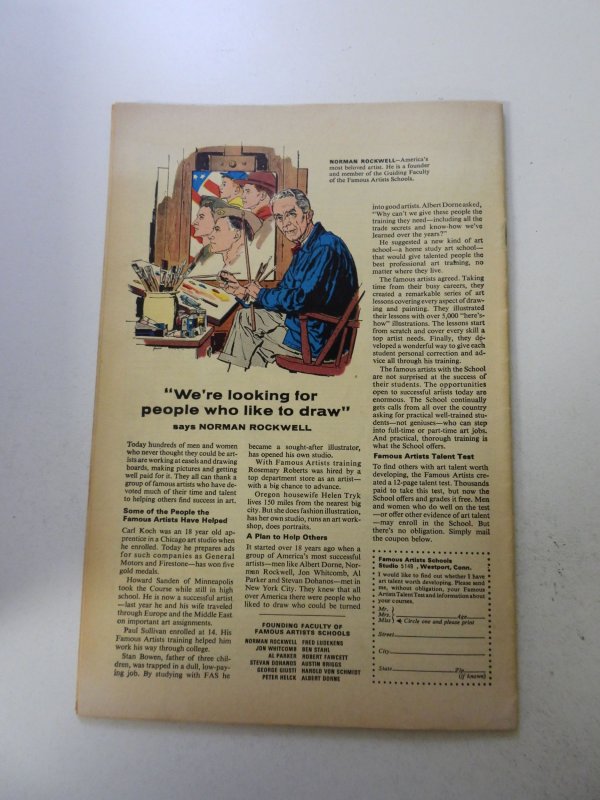 NORMAN ROCKWELL—America's
most beloved artist. He is a founder
and member of the Guiding Faculty
of the Famous Artists Schools.
"We're looking for
people who like to draw"
says NORMAN ROCKWELL
Today hundreds of men and women
who never thought they could be art-
ists are working at easels and drawing
boards, making pictures and getting
well paid for it. They all can thank a
group of famous artists who have de-
voted much of their time and talent
to helping others find success in art.
Some of the People the
Famous Artists Have Helped
Carl Koch was an 18 year old ap-
prentice in a Chicago art studio when
he enrolled. Today he prepares ads
for such companies as General
Motors and Firestone—has won five
gold medals.
Howard Sanden of Minneapolis
took the Course while still in high
school. He is now a successful artist
—last year he and his wife traveled
through Europe and the Middle East
on important art assignments.
Paul Sullivan enrolled at 14. His
Famous Artists training helped him
work his way through college.
Stan Bowen, father of three chil-
dren, was trapped in a dull, low-pay-
ing job. By studying with FAS he
became a sought-after illustrator,
has opened his own studio.
With Famous Artists training
Rosemary Roberts was hired by a
top department store as an artist—
with a big chance to advance.
Oregon housewife Helen Tryk
lives 150 miles from the nearest big
city. But she does fashion illustration,
has her own studio, runs an art work-
shop, does portraits.
A Plan to Help Others
It started over 18 years ago when a
group of America's most successful
artists—men like Albert Dorne, Nor-
man Rockwell, Jon Whitcomb, Al
Parker and Stevan Dohanos—met in
New York City. They knew that all
over America there were people who
liked to draw who could be turned
FOUNDING FACULTY OF
FAMOUS ARTISTS SCHOOLS
NORMAN ROCKWELL FRED LUDEKENS
JON WHITCOMB BEN STAHL
AL PARKER ROBERT FAWCETT
STEVAN DOHANOS AUSTIN BRIGGS
GEORGE GIUSTI HAROLD VON SCHMIDT
PETER HELCK ALBERT DORNE
into good artists. Albert Dorne asked,
"Why can't we give these people the
training they need—including all the
trade secrets and know-how we've
learned over the years?"
He suggested a new kind of art
school—a home study art school—
that would give talented people the
best professional art training, no
matter where they live.
The famous artists agreed. Taking
time from their busy careers, they
created a remarkable series of art
lessons covering every aspect of draw-
ing and painting. They illustrated
their lessons with over 5,000 "here's-
how" illustrations. The lessons start
from scratch and cover every skill a
top artist needs. Finally, they de-
veloped a wonderful way to give each
student personal correction and ad-
vice all through his training.
The famous artists with the School
are not surprised at the success of
their students. The opportunities
open to successful artists today are
enormous. The School continually
gets calls from all over the country
asking for practical well-trained stu-
dents—not geniuses—who can step
into full-time or part-time art jobs.
And practical, thorough training is
what the School offers.
Famous Artists Talent Test
To find others with art talent worth
developing, the Famous Artists cre-
ated a 12-page talent test. Thousands
paid to take this test, but now the
School offers and grades it free. Men
and women who do well on the test
—or offer other evidence of art talent
—may enroll in the School. But
there's no obligation. Simply mail
the coupon below.
Famous Artists Schools
Studio 5149, Westport, Conn.
I would like to find out whether I have
art talent worth developing. Please send
me, without obligation, your Famous
Artists Talent Test and information about
your courses.
Mr.
Mrs. Age
Miss Circle one and please print
Street
City
State Zip
(if known)